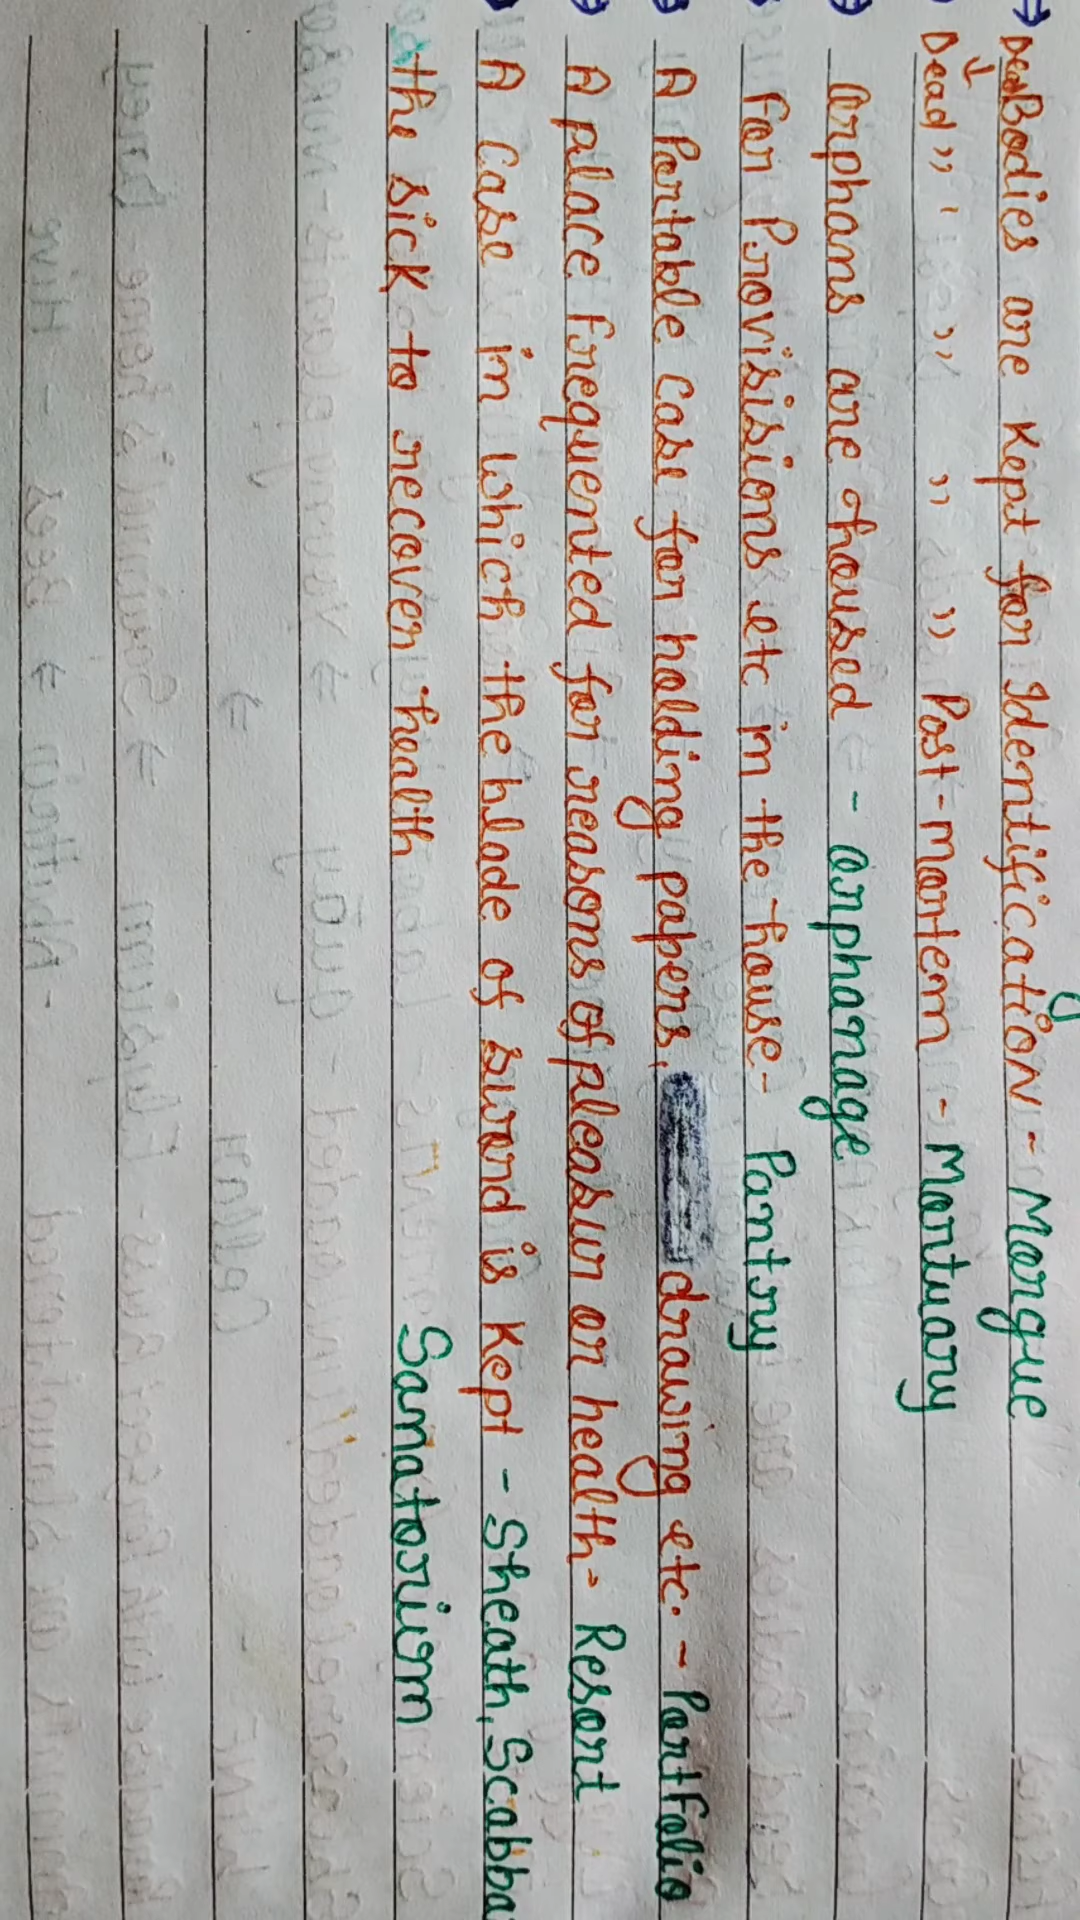 → Dead Bodies are kept for Identification - Morgue
Dead " " " " Post-mortem - Mortuary
Orphans are housed - Orphanage
For Provisisions etc in the house - Pantry
A Portable case for holding papers, drawing etc. - PortFolio
A place frequented for reasons of pleasur or health - Resort
A Case in which the blade of sword is kept - Sheath, Scabba
the sick to recover health Sanatorium